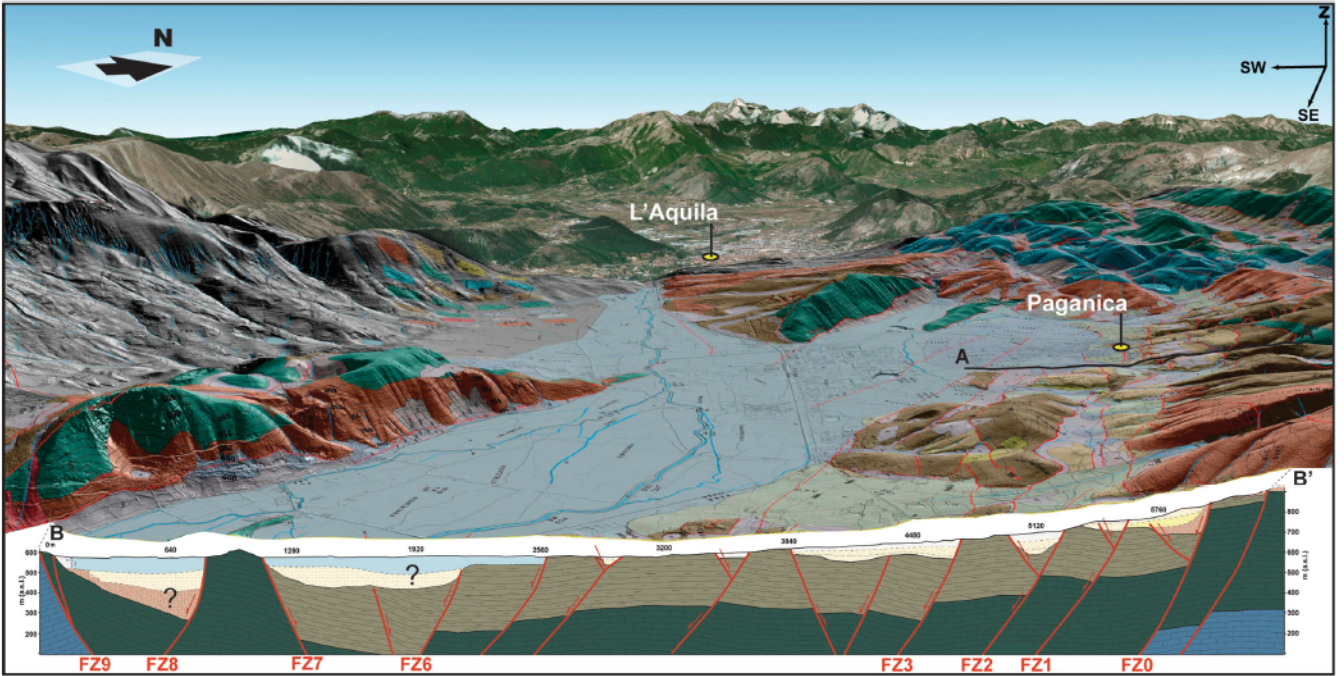 N
Z
SW
SE
L'Aquila
Paganica
A
B
B'
0 m
640
1280
1920
2560
3200
3840
4480
5120
5760
600
500
400
300
200
m (a.s.l.)
?
?
800
700
600
500
400
300
200
m (a.s.l.)
FZ9
FZ8
FZ7
FZ6
FZ3
FZ2
FZ1
FZ0